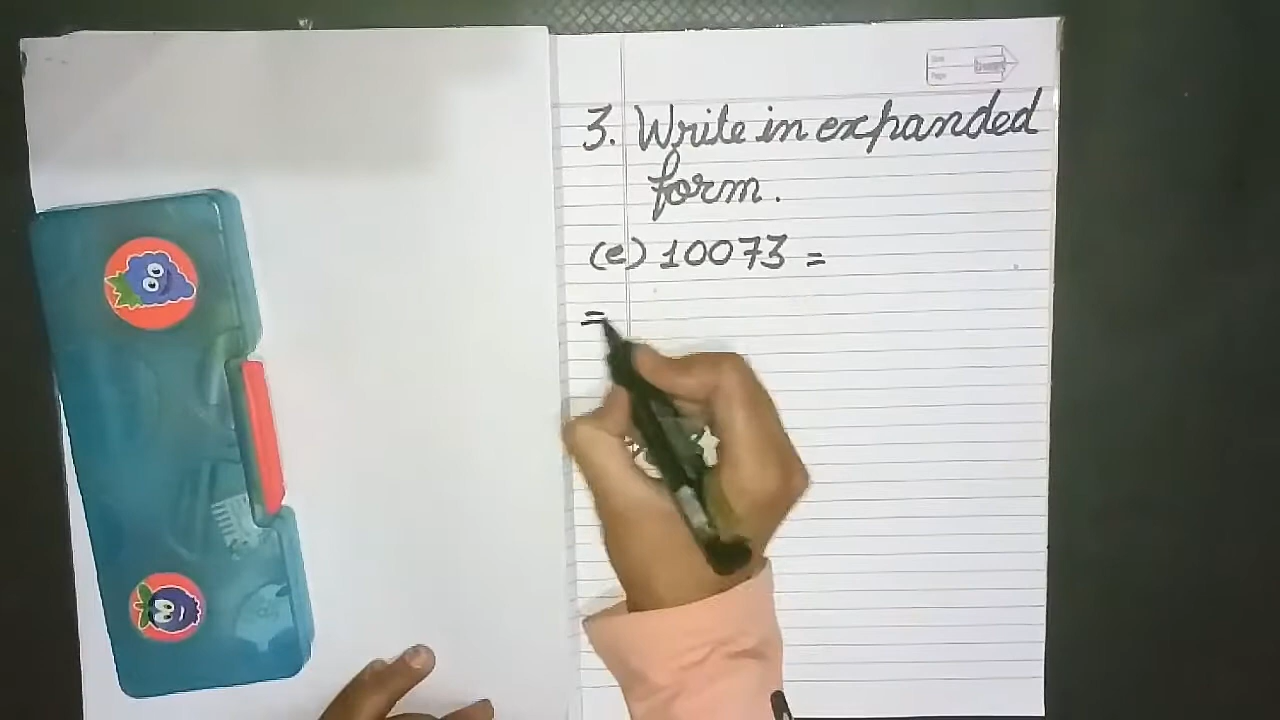 3. Write in expanded
form.
(e) 10073 =
=